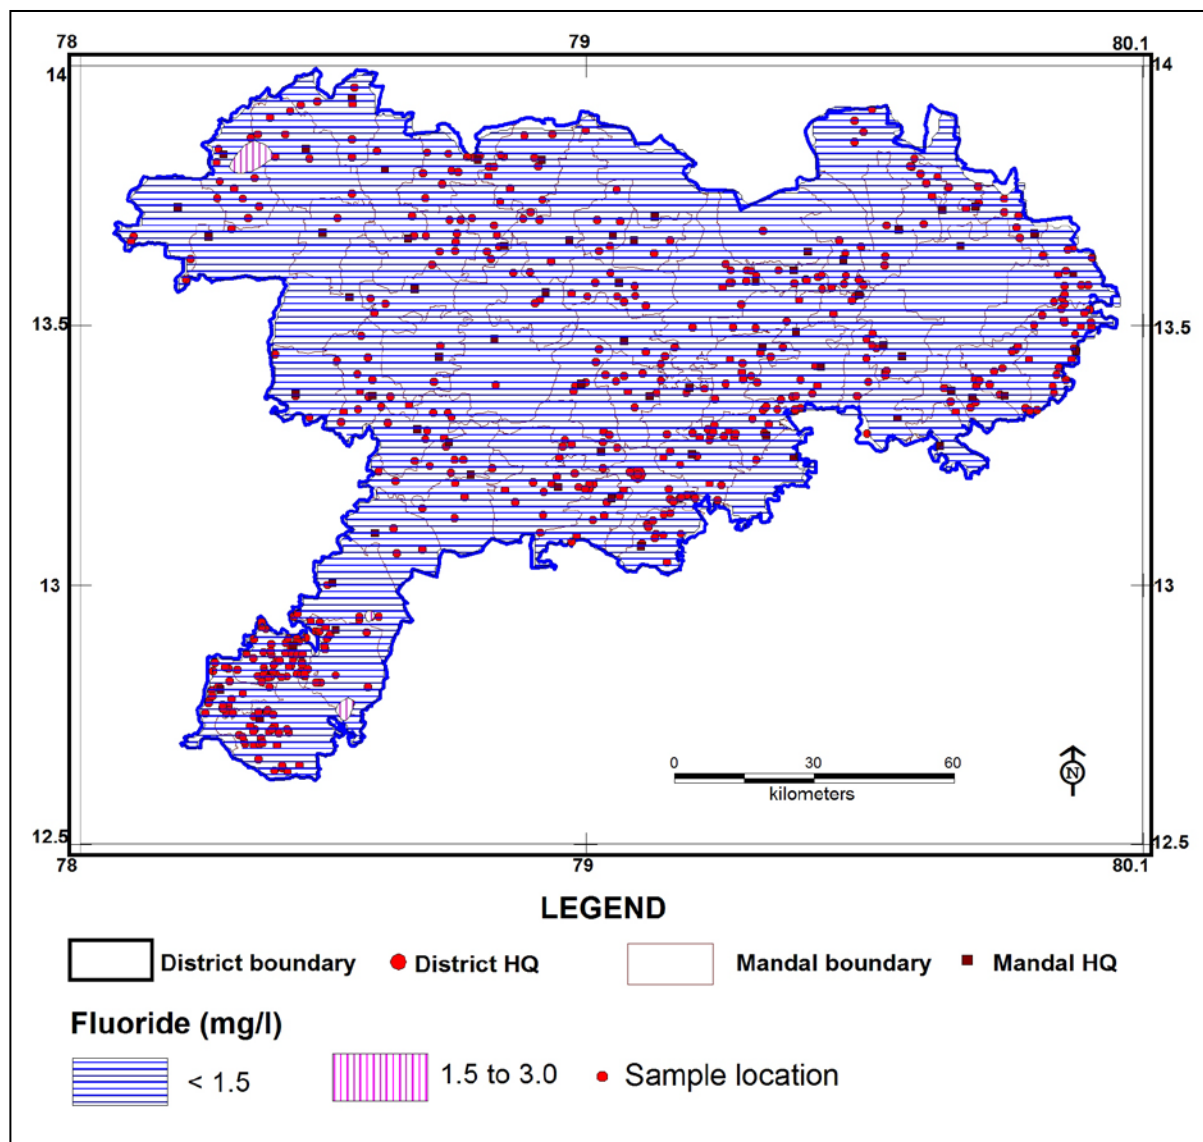 78 79 80.1
14 14
13.5 13.5
13 13
0 30 60
kilometers
N
12.5 12.5
78 79 80.1
LEGEND
District boundary District HQ Mandal boundary Mandal HQ
Fluoride (mg/l)
< 1.5 1.5 to 3.0 Sample location